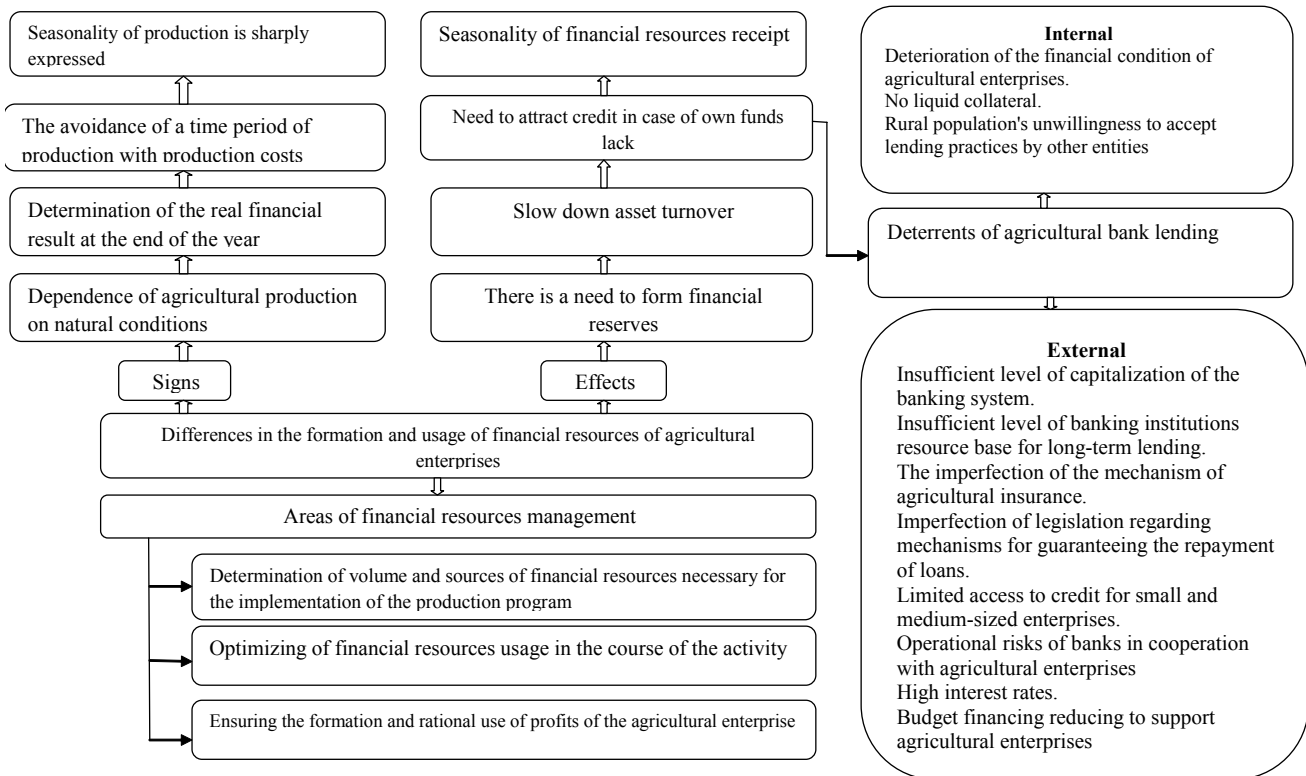 Seasonality of production is sharply
expressed
The avoidance of a time period of
production with production costs
Determination of the real financial
result at the end of the year
Dependence of agricultural production
on natural conditions
Signs
Seasonality of financial resources receipt
Need to attract credit in case of own funds
lack
Slow down asset turnover
There is a need to form financial
reserves
Effects
Differences in the formation and usage of financial resources of agricultural
enterprises
Areas of financial resources management
Determination of volume and sources of financial resources necessary for
the implementation of the production program
Optimizing of financial resources usage in the course of the activity
Ensuring the formation and rational use of profits of the agricultural enterprise
Internal
Deterioration of the financial condition of
agricultural enterprises.
No liquid collateral.
Rural population's unwillingness to accept
lending practices by other entities
Deterrents of agricultural bank lending
External
Insufficient level of capitalization of the
banking system.
Insufficient level of banking institutions
resource base for long-term lending.
The imperfection of the mechanism of
agricultural insurance.
Imperfection of legislation regarding
mechanisms for guaranteeing the repayment
of loans.
Limited access to credit for small and
medium-sized enterprises.
Operational risks of banks in cooperation
with agricultural enterprises
High interest rates.
Budget financing reducing to support
agricultural enterprises